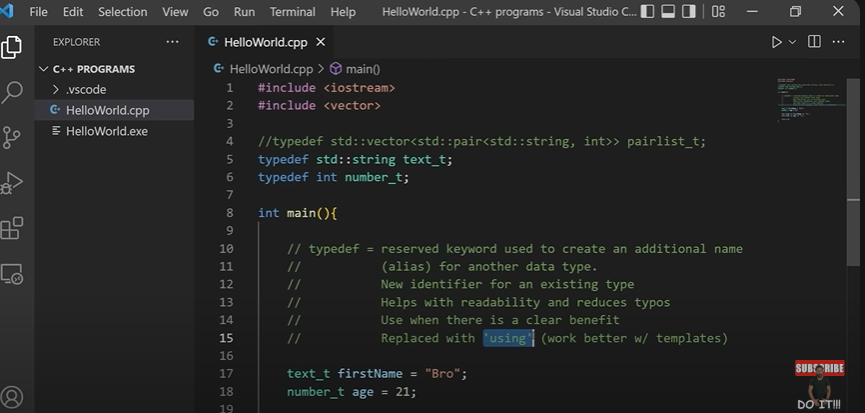 File Edit Selection View Go Run Terminal Help HelloWorld.cpp - C++ programs - Visual Studio C...
EXPLORER ...
HelloWorld.cpp ×
C++ PROGRAMS
HelloWorld.cpp > main()
.vscode
HelloWorld.cpp
HelloWorld.exe
1 #include <iostream>
2 #include <vector>
3
4 //typedef std::vector<std::pair<std::string, int>> pairlist_t;
5 typedef std::string text_t;
6 typedef int number_t;
7
8 int main(){
9
10 // typedef = reserved keyword used to create an additional name
11 // (alias) for another data type.
12 // New identifier for an existing type
13 // Helps with readability and reduces typos
14 // Use when there is a clear benefit
15 // Replaced with 'using' (work better w/ templates)
16
17 text_t firstName = "Bro";
18 number_t age = 21;
19
SUBSCRIBE
DO IT!!!